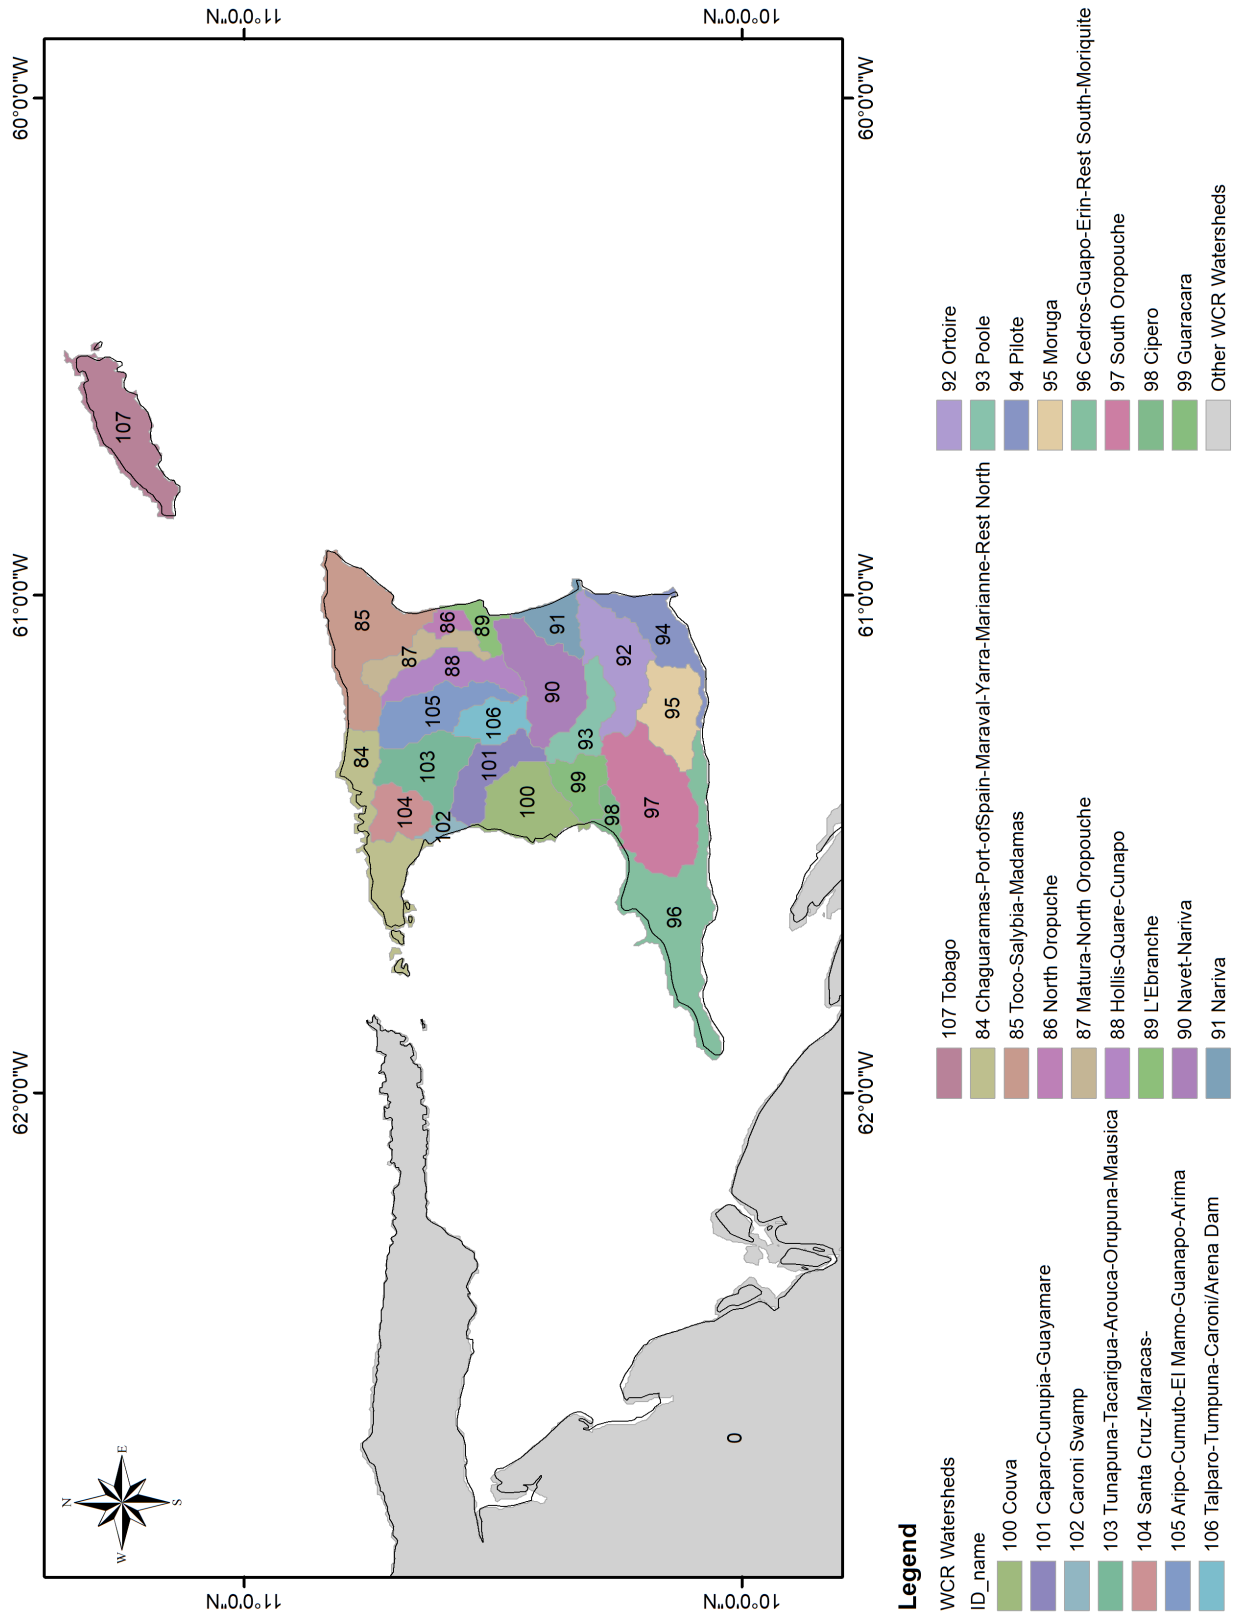 62°0'0"W
61°0'0"W
60°0'0"W
11°0'0"N
11°0'0"N
10°0'0"N
10°0'0"N
62°0'0"W
61°0'0"W
60°0'0"W
N
W
E
S
107
84
85
104
103
105
87
88
86
102
101
106
89
100
90
91
99
93
98
92
97
95
94
96
0
Legend
WCR Watersheds
ID_name
100 Couva
101 Caparo-Cunupia-Guayamare
102 Caroni Swamp
103 Tunapuna-Tacarigua-Arouca-Orupuna-Mausica
104 Santa Cruz-Maracas-
105 Aripo-Cumuto-El Mamo-Guanapo-Arima
106 Talparo-Tumpuna-Caroni/Arena Dam
107 Tobago
84 Chaguaramas-Port-ofSpain-Maraval-Yarra-Marianne-Rest North
85 Toco-Salybia-Madamas
86 North Oropuche
87 Matura-North Oropouche
88 Hollis-Quare-Cunapo
89 L'Ebranche
90 Navet-Nariva
91 Nariva
92 Ortoire
93 Poole
94 Pilote
95 Moruga
96 Cedros-Guapo-Erin-Rest South-Moriquite
97 South Oropouche
98 Cipero
99 Guaracara
Other WCR Watersheds